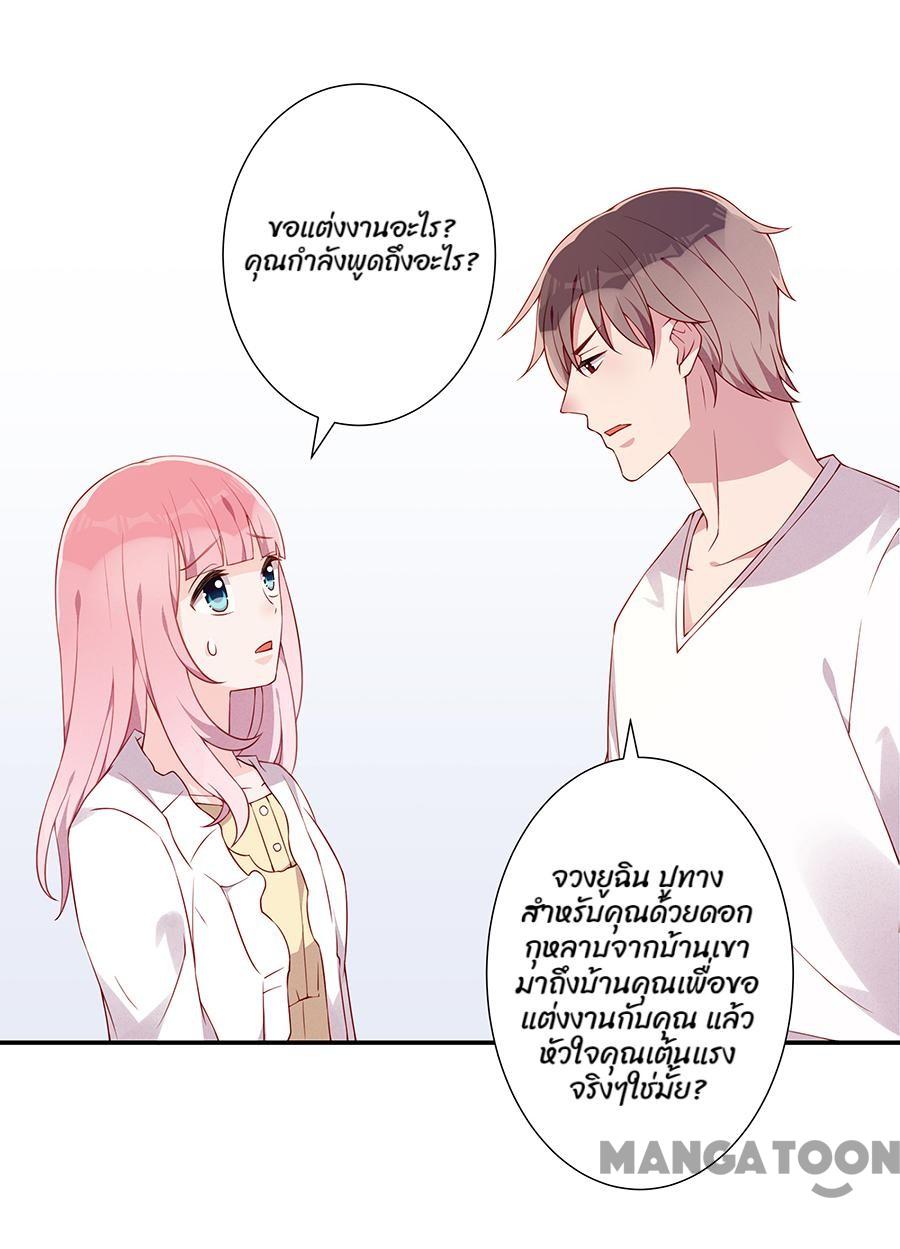 ขอแต่งงานอะไร?
คุณกำลังพูดถึงอะไร?
จวงยูฉิน ปูทาง
สำหรับคุณด้วยดอก
กุหลาบจากบ้านเขา
มาถึงบ้านคุณเพื่อขอ
แต่งงานกับคุณ แล้ว
หัวใจคุณเต้นแรง
จริงๆใช่มั้ย?
MANGATOON